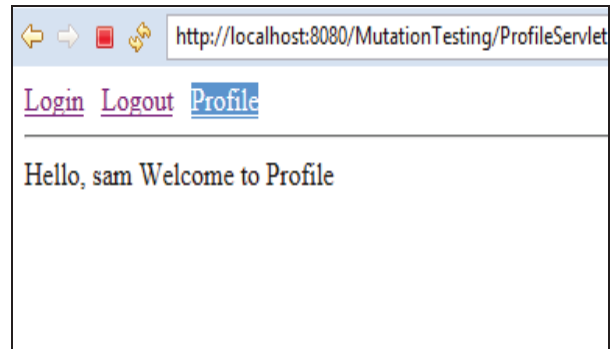 http://localhost:8080/MutationTesting/ProfileServlet
Login Logout Profile
Hello, sam Welcome to Profile